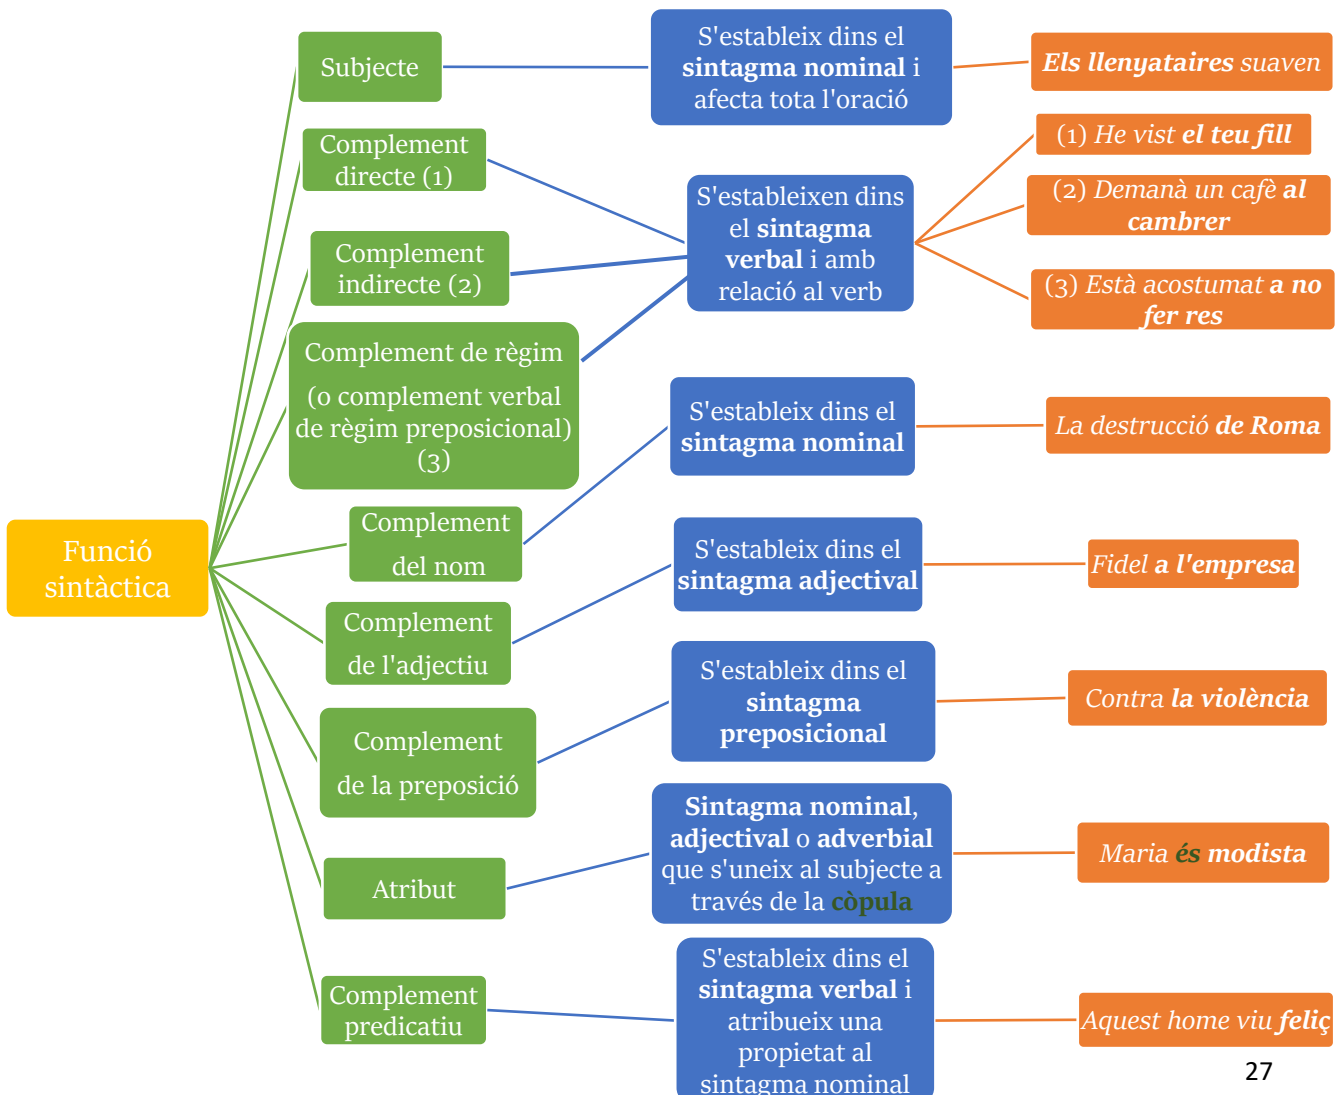 Funció
sintàctica
Subjecte
S'estableix dins el
sintagma nominal i
afecta tota l'oració
Els llenyataires suaven
Complement
directe (1)
Complement
indirecte (2)
Complement de règim
(o complement verbal
de règim preposicional)
(3)
S'estableixen dins
el sintagma
verbal i amb
relació al verb
(1) He vist el teu fill
(2) Demanà un cafè al
cambrer
(3) Està acostumat a no
fer res
Complement
del nom
S'estableix dins el
sintagma nominal
La destrucció de Roma
Complement
de l'adjectiu
S'estableix dins el
sintagma adjectival
Fidel a l'empresa
Complement
de la preposició
S'estableix dins el
sintagma
preposicional
Contra la violència
Atribut
Sintagma nominal,
adjectival o adverbial
que s'uneix al subjecte a
través de la còpula
Maria és modista
Complement
predicatiu
S'estableix dins el
sintagma verbal i
atribueix una
propietat al
sintagma nominal
Aquest home viu feliç
27